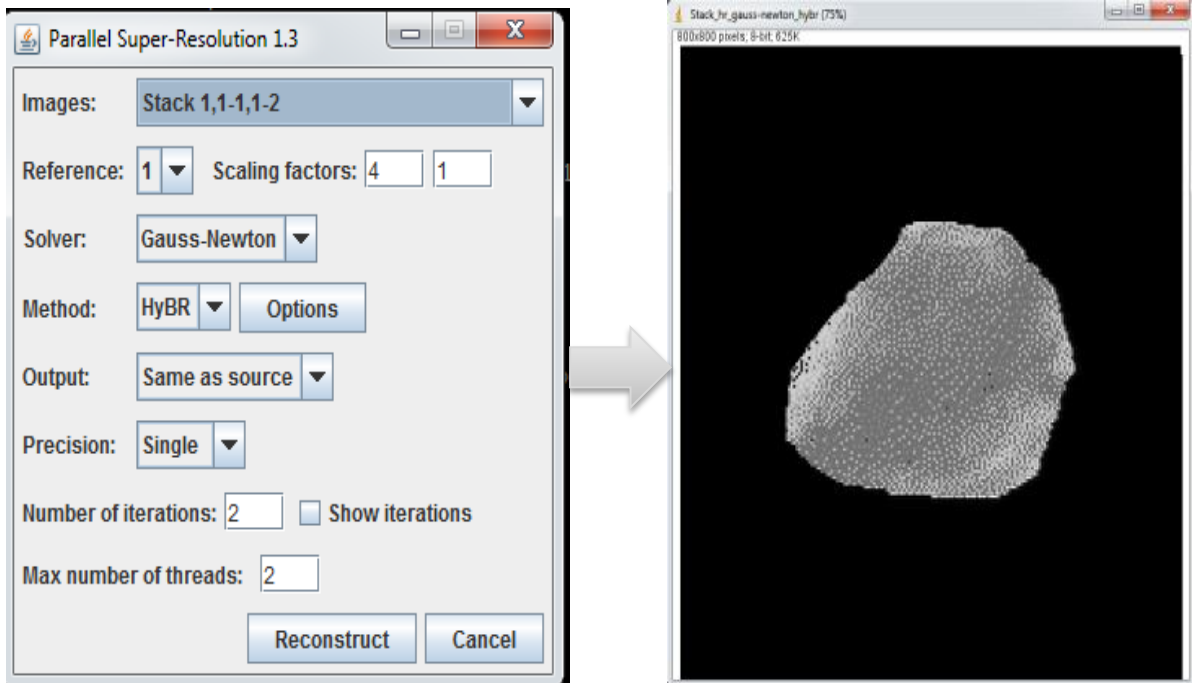 Parallel Super-Resolution 1.3
Images: Stack 1,1-1,1-2
Reference: 1 Scaling factors: 4 1
Solver: Gauss-Newton
Method: HyBR Options
Output: Same as source
Precision: Single
Number of iterations: 2 Show iterations
Max number of threads: 2
Reconstruct Cancel
Stack_hr_gauss-newton_hybr (75%)
800x800 pixels; 8-bit; 625K